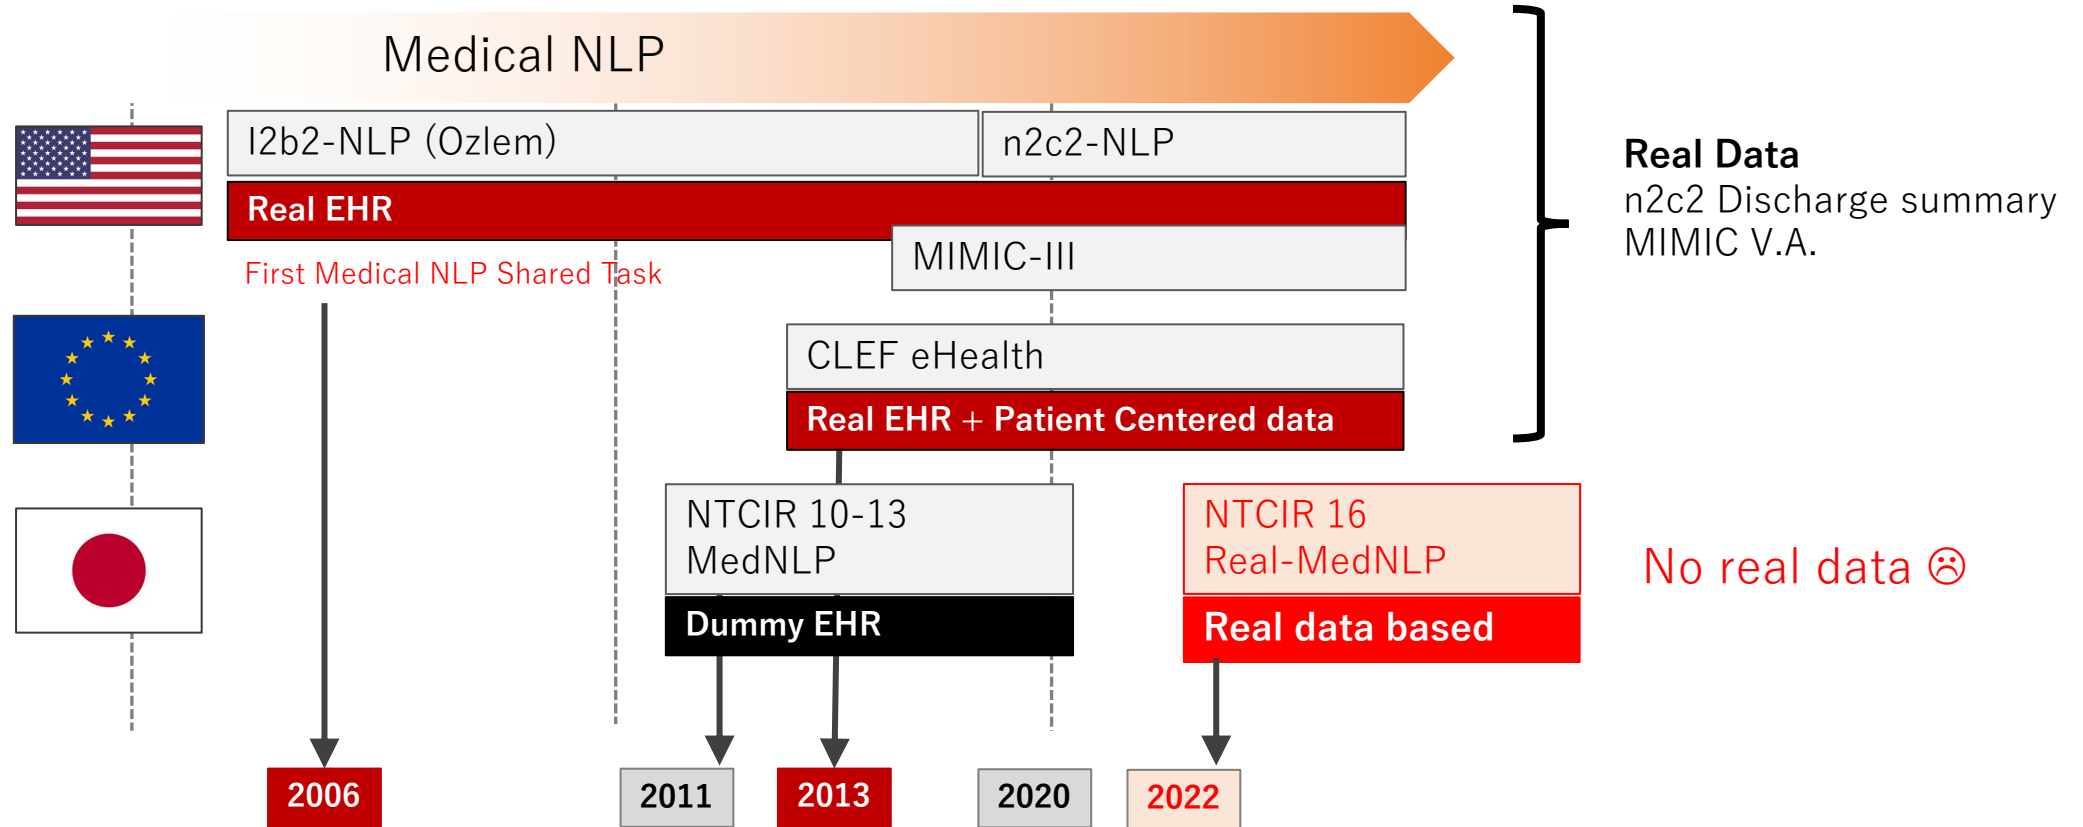 Medical NLP
I2b2-NLP (Ozlem)
n2c2-NLP
Real EHR
MIMIC-III
First Medical NLP Shared Task
Real Data
n2c2 Discharge summary
MIMIC V.A.
CLEF eHealth
Real EHR + Patient Centered data
NTCIR 10-13
MedNLP
Dummy EHR
NTCIR 16
Real-MedNLP
Real data based
No real data ☹
2006
2011
2013
2020
2022